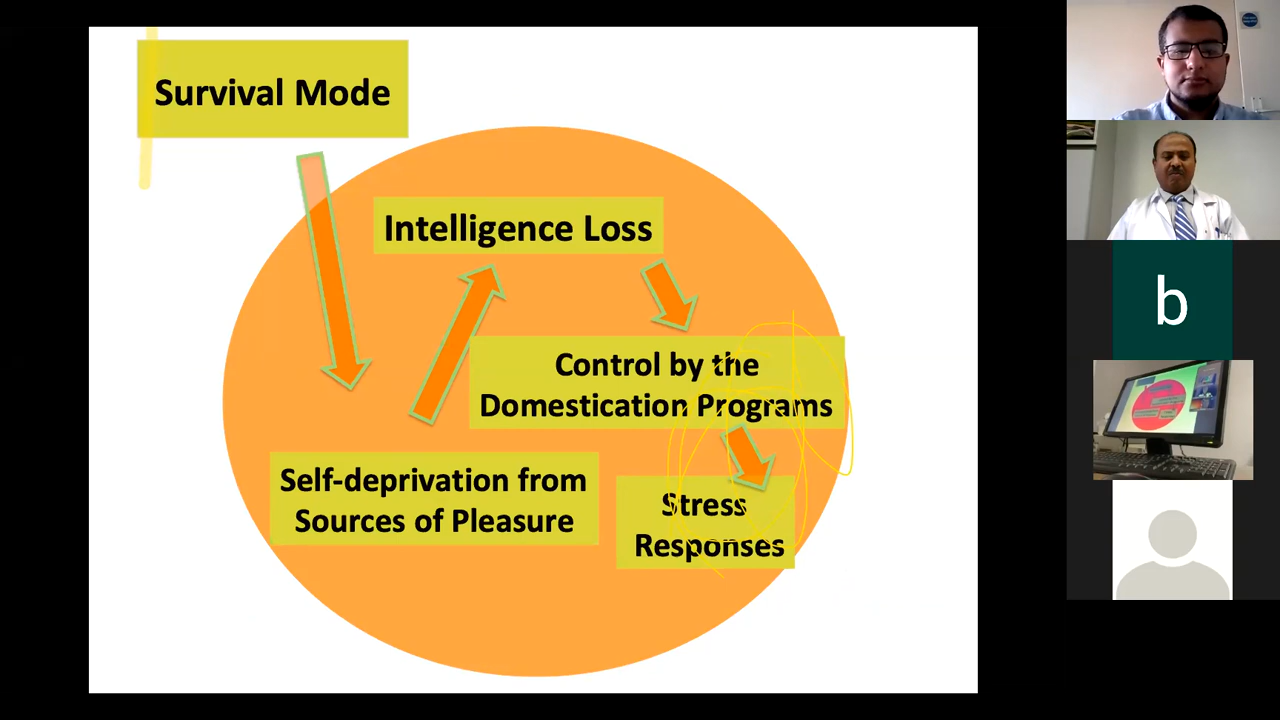 Survival Mode
Intelligence Loss
Control by the
Domestication Programs
Self-deprivation from
Sources of Pleasure
Stress
Responses
b